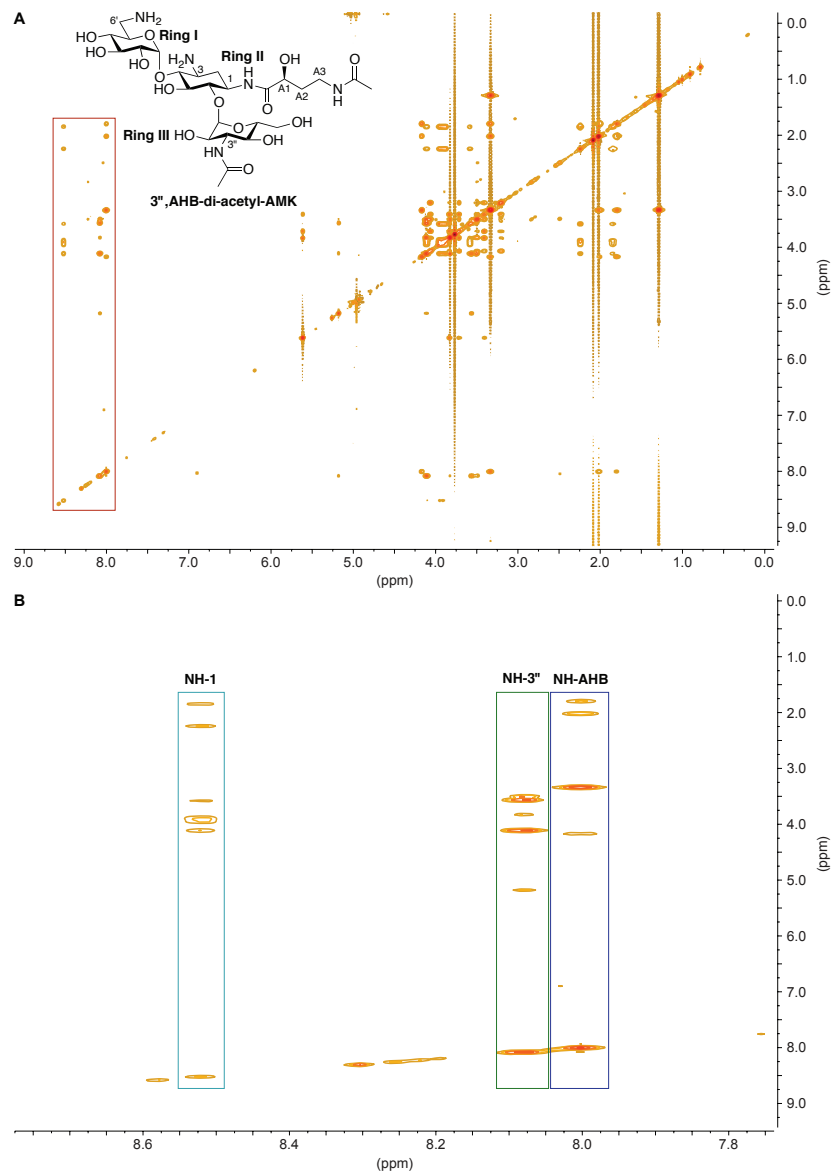 A
6'
NH2
Ring I
HO
O
HO
HO
O
H2N
2
3
Ring II
OH
O
A3
1
NH
A1
A2
N
H
HO
O
O
Ring III
HO
O
OH
3"
OH
HN
O
3",AHB-di-acetyl-AMK
0.0
1.0
2.0
3.0
4.0
5.0
6.0
7.0
8.0
9.0
(ppm)
9.0 8.0 7.0 6.0 5.0 4.0 3.0 2.0 1.0 0.0
(ppm)
B
NH-1 NH-3" NH-AHB
0.0
1.0
2.0
3.0
4.0
5.0
6.0
7.0
8.0
9.0
(ppm)
8.6 8.4 8.2 8.0 7.8
(ppm)